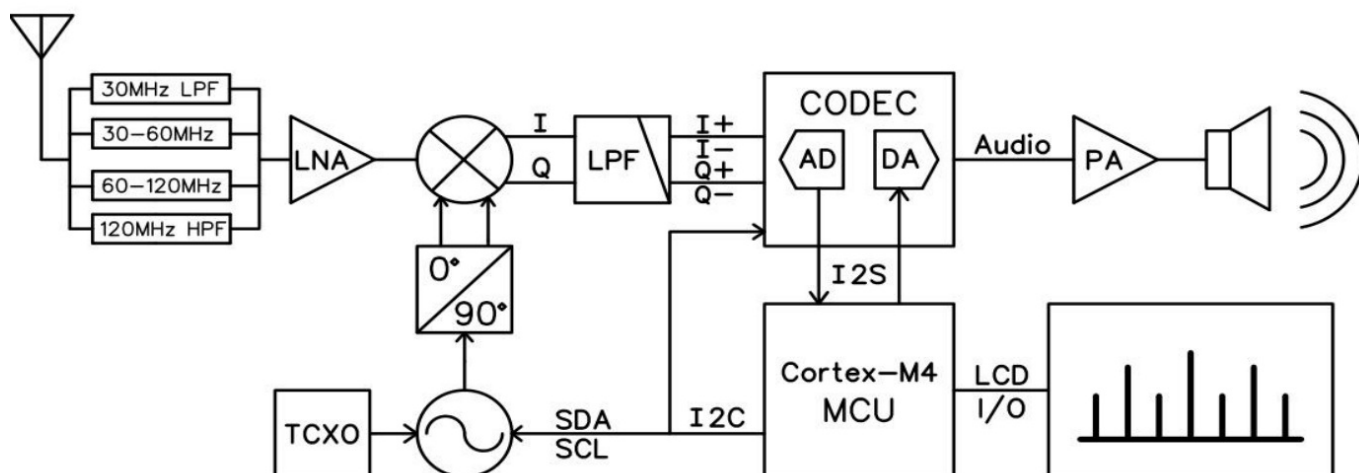 30MHz LPF
30-60MHz
60-120MHz
120MHz HPF
LNA
I
Q
LPF
I+
I-
Q+
Q-
CODEC
AD
DA
Audio
PA
0°
90°
I2S
TCXO
SDA
SCL
I2C
Cortex-M4
MCU
LCD
I/O